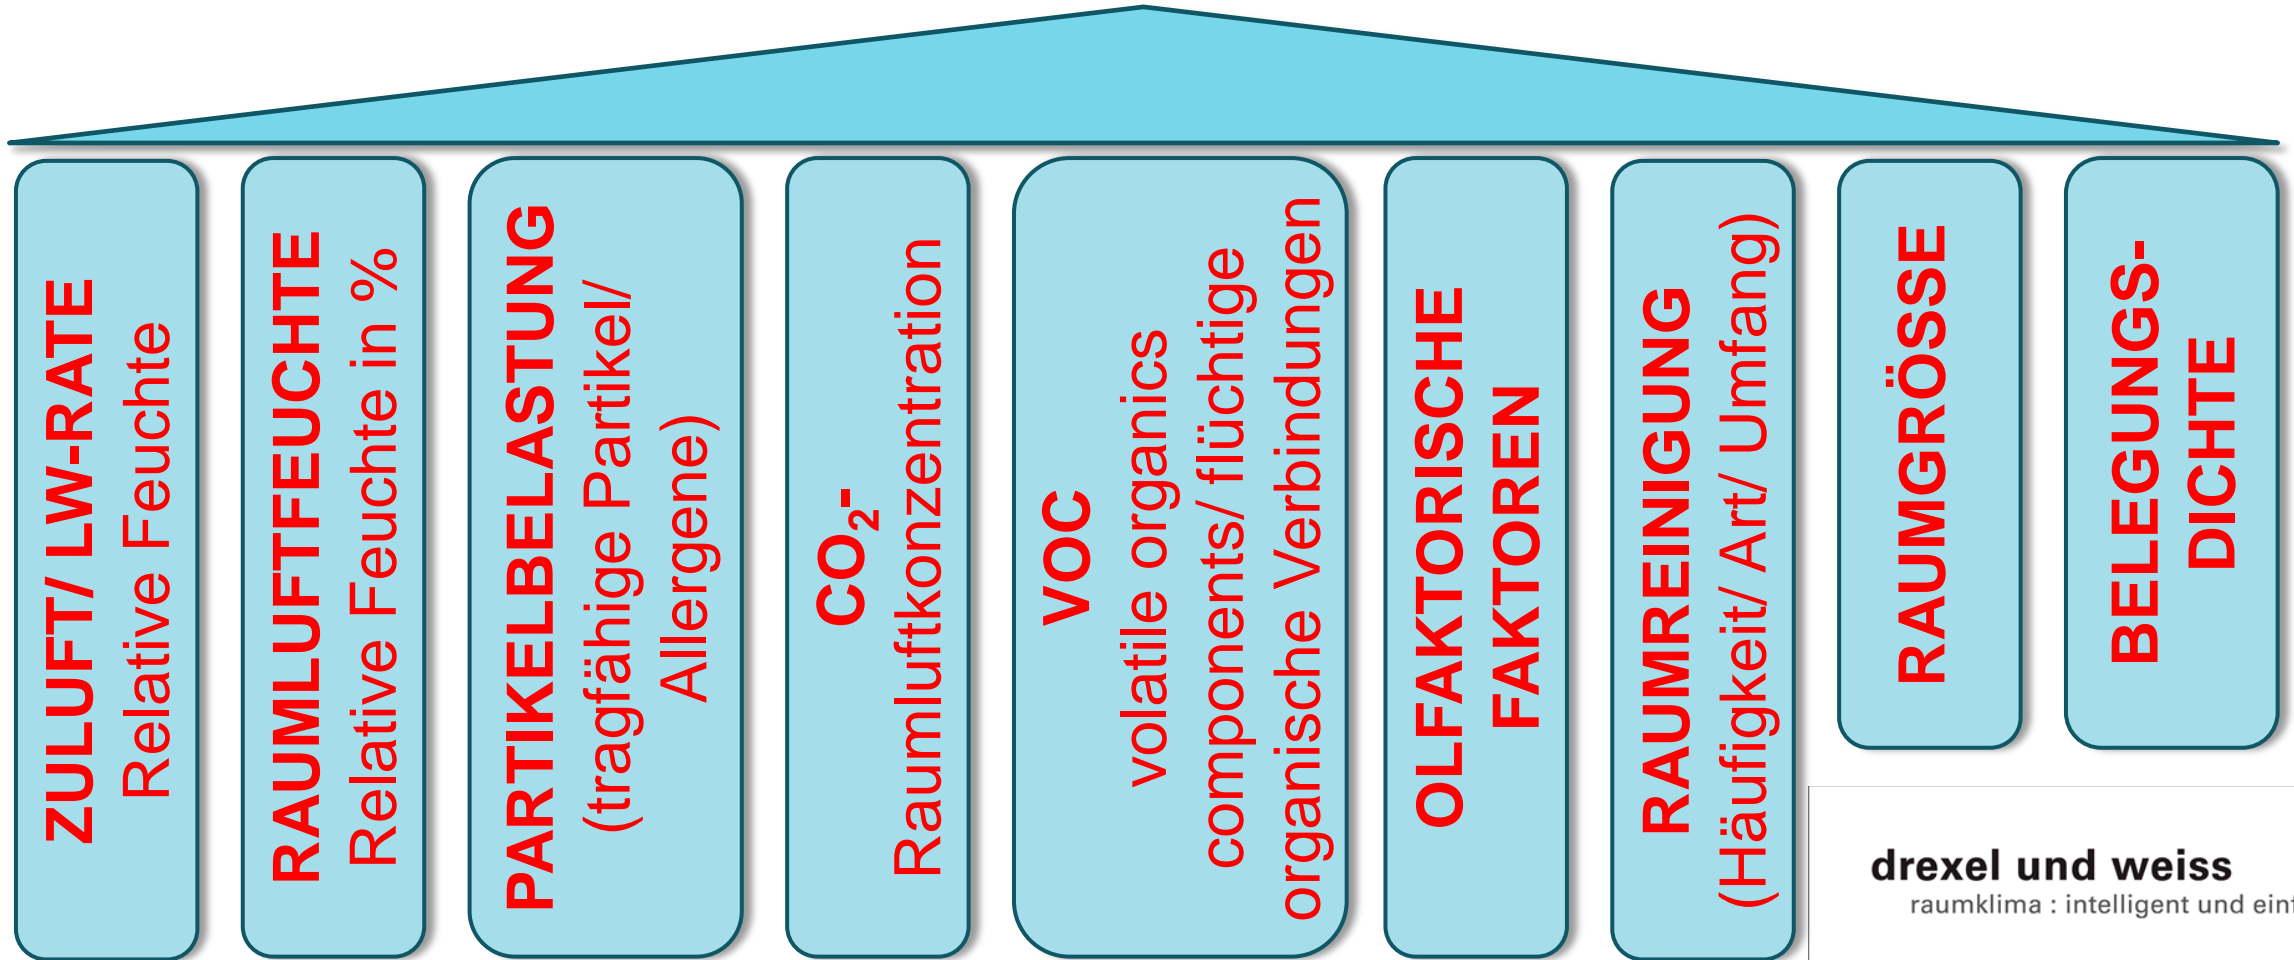 ZULUFT/ LW-RATE
Relative Feuchte
RAUMLUFTFEUCHTE
Relative Feuchte in %
PARTIKELBELASTUNG
(tragfähige Partikel/
Allergene)
CO₂-
Raumluftkonzentration
VOC
volatile organics
components/ flüchtige
organische Verbindungen
OLFAKTORISCHE
FAKTOREN
RAUMREINIGUNG
(Häufigkeit/ Art/ Umfang)
RAUMGRÖSSE
BELEGUNGS-
DICHTE
drexel und weiss
raumklima : intelligent und